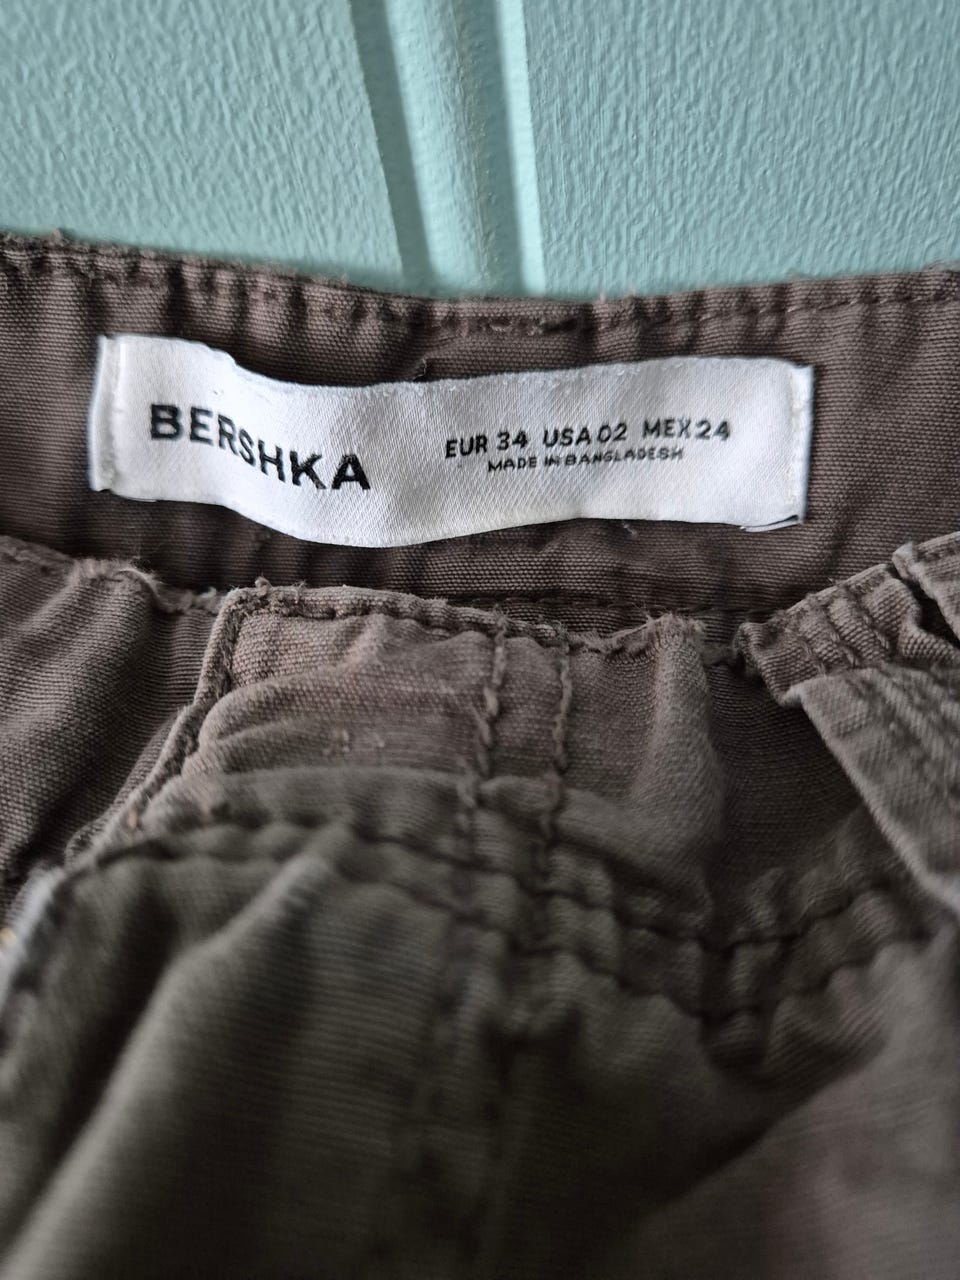 BERSHKA
EUR 34 USA 02 MEX 24
MADE IN BANGLADESH